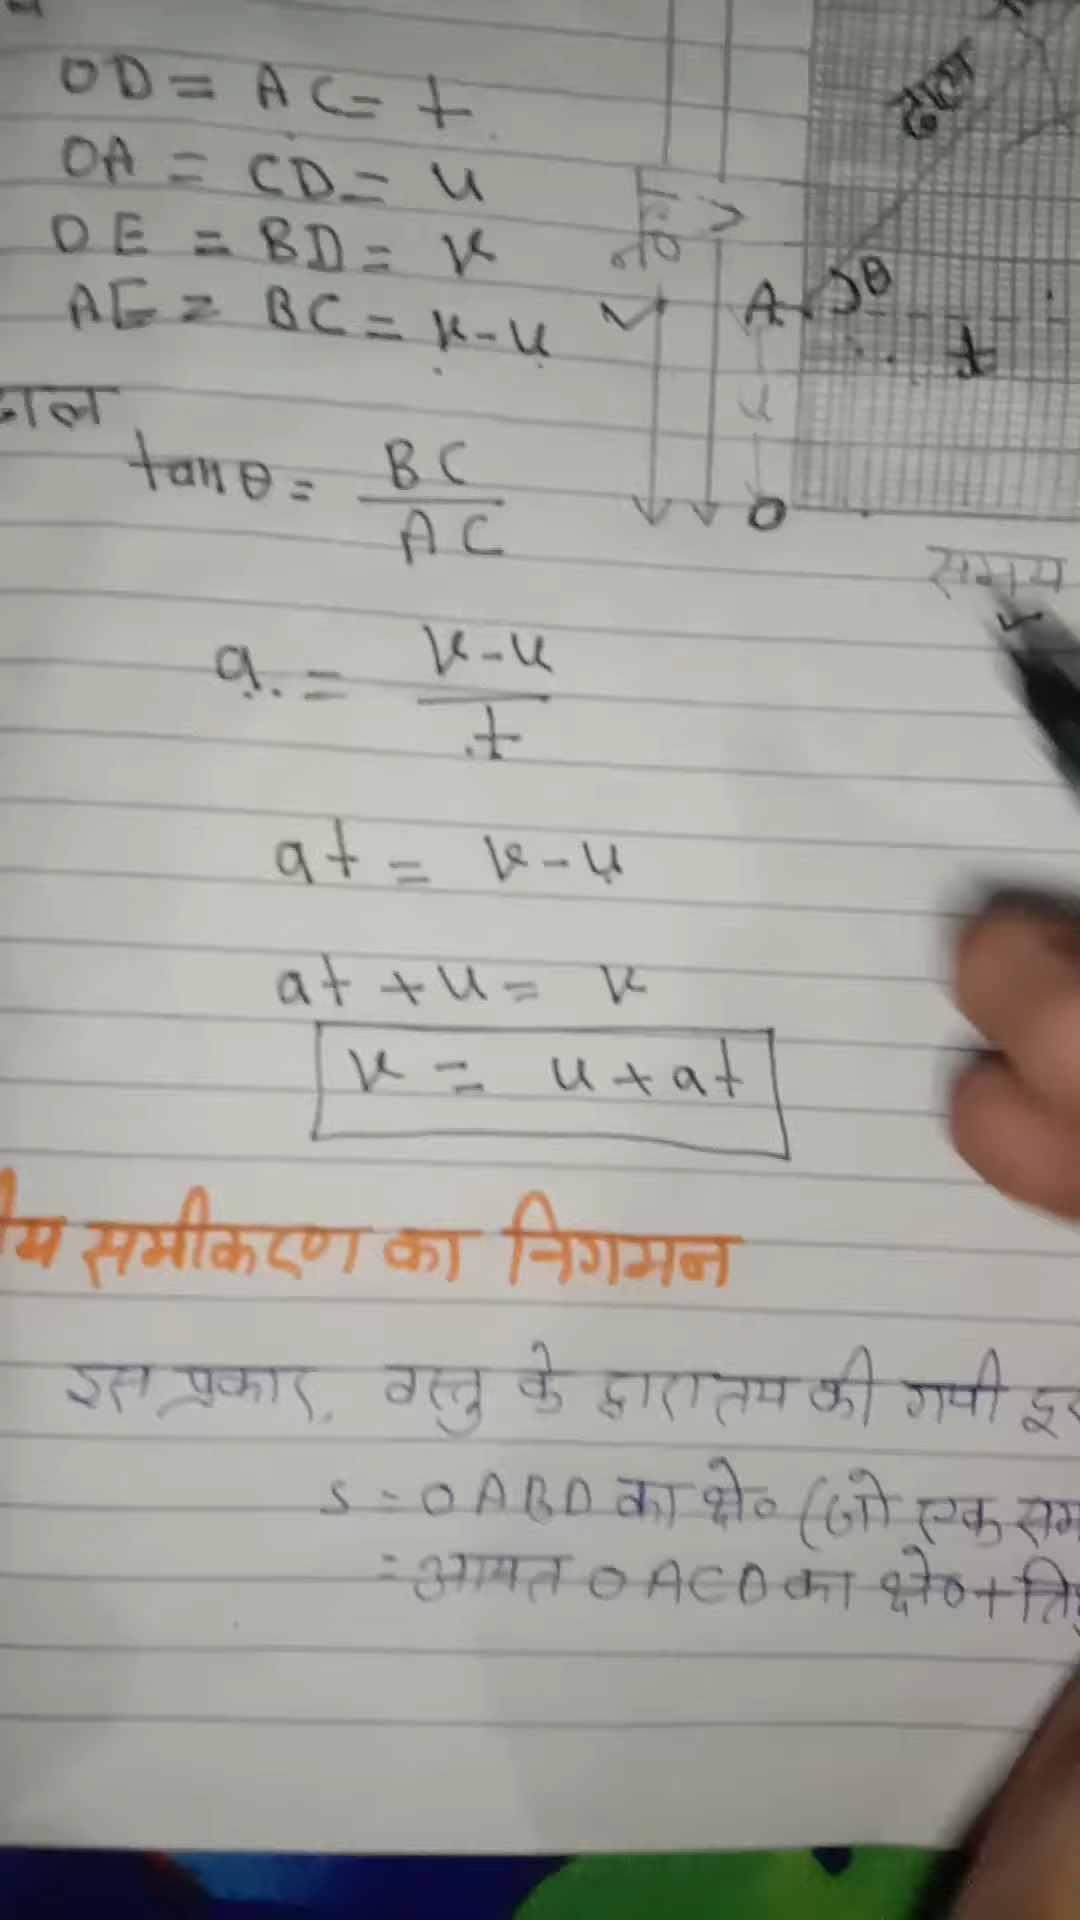 OD = AC = t
OA = CD = u
OE = BD = v
AE = BC = v-u
ढाल
A
θ
t
u
O
समय
tanθ = BC / AC
a = v-u / t
at = v-u
at + u = v
v = u + at
समीकरण का निगमन
इस प्रकार, वस्तु के द्वारा तय की गयी
s = OABD का क्षे० (जो एक
= आयत OACD का क्षे० +